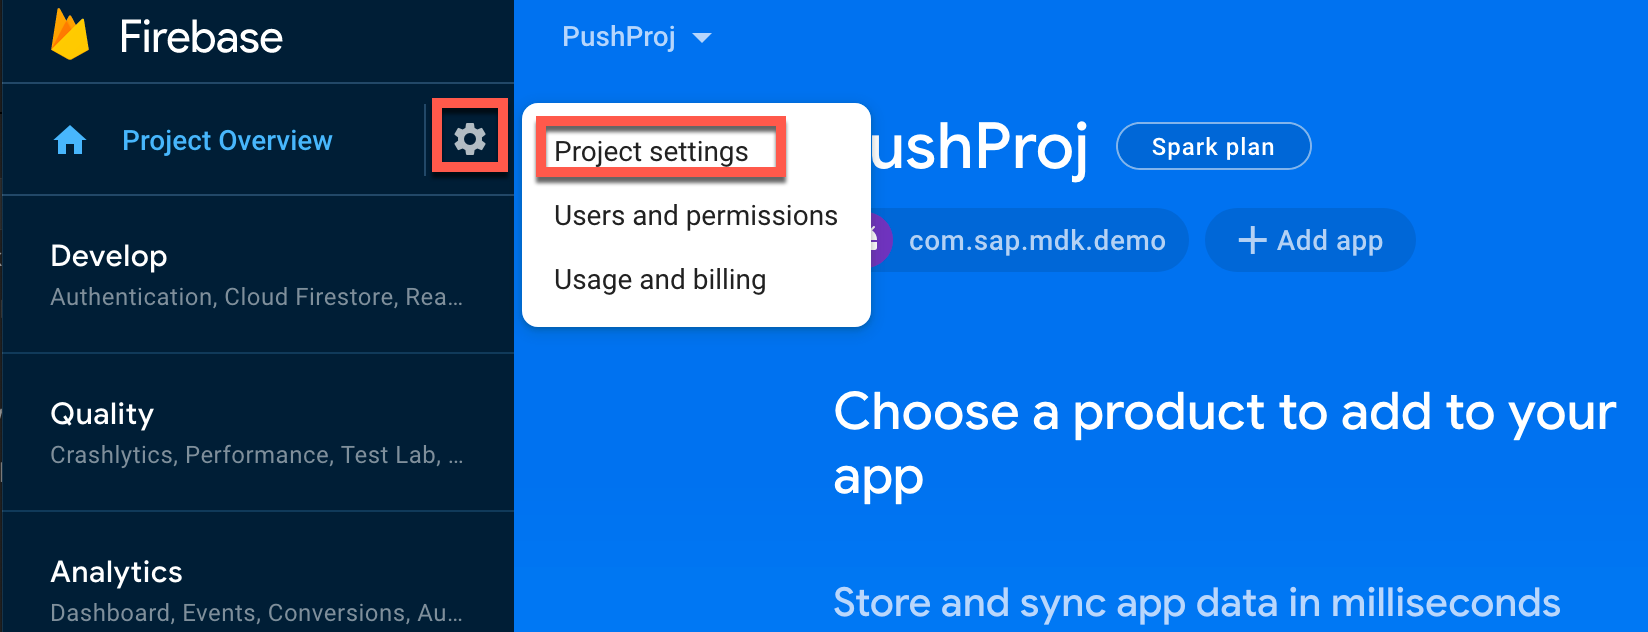 Firebase
PushProj
Project Overview
Project settings
Users and permissions
Usage and billing
ushProj
Spark plan
com.sap.mdk.demo
+ Add app
Develop
Authentication, Cloud Firestore, Rea...
Quality
Crashlytics, Performance, Test Lab, ...
Analytics
Dashboard, Events, Conversions, Au...
Choose a product to add to your
app
Store and sync app data in milliseconds